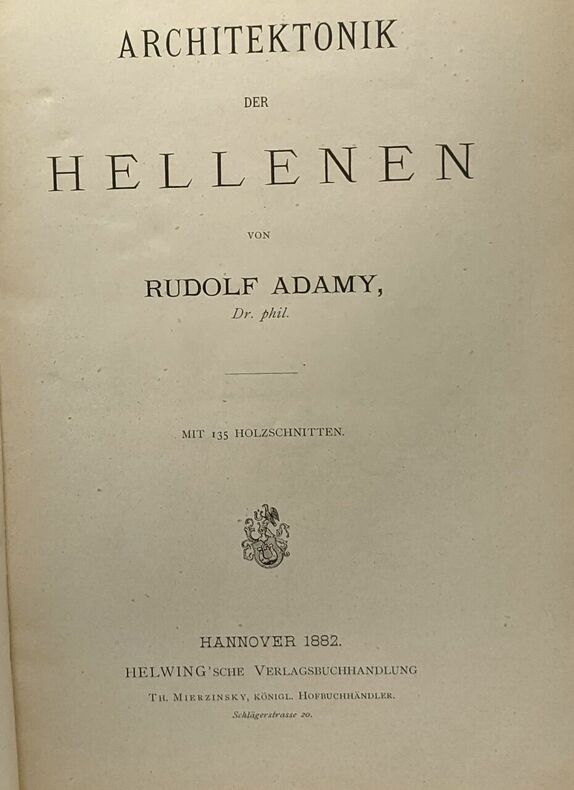 ARCHITEKTONIK
DER
HELLENEN
VON
RUDOLF ADAMY,
Dr. phil.
MIT 135 HOLZSCHNITTEN.
HANNOVER 1882.
HELWING'SCHE VERLAGSBUCHHANDLUNG
TH. MIERZINSKY, KÖNIGL. HOFBUCHHÄNDLER.
Schlägerstrasse 20.